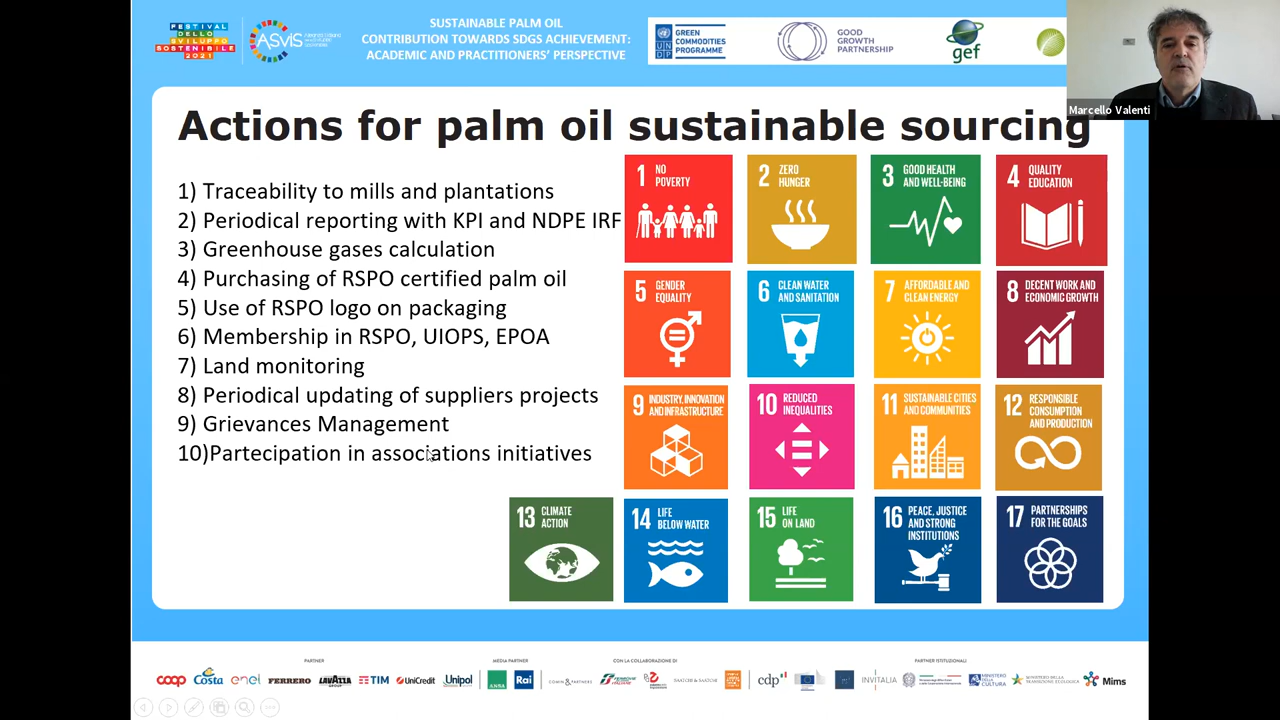 FESTIVAL
DELLO
SVILUPPO
SOSTENIBILE
2021
ASVIS
SUSTAINABLE PALM OIL
CONTRIBUTION TOWARDS SDGS ACHIEVEMENT:
ACADEMIC AND PRACTITIONERS' PERSPECTIVE
UNDP
GREEN
COMMODITIES
PROGRAMME
GOOD
GROWTH
PARTNERSHIP
gef
Marcello Valenti
Actions for palm oil sustainable sourcing
1) Traceability to mills and plantations
2) Periodical reporting with KPI and NDPE IRF
3) Greenhouse gases calculation
4) Purchasing of RSPO certified palm oil
5) Use of RSPO logo on packaging
6) Membership in RSPO, UIOPS, EPOA
7) Land monitoring
8) Periodical updating of suppliers projects
9) Grievances Management
10)Partecipation in associations initiatives
1 NO
POVERTY
2 ZERO
HUNGER
3 GOOD HEALTH
AND WELL-BEING
4 QUALITY
EDUCATION
5 GENDER
EQUALITY
6 CLEAN WATER
AND SANITATION
7 AFFORDABLE AND
CLEAN ENERGY
8 DECENT WORK AND
ECONOMIC GROWTH
9 INDUSTRY, INNOVATION
AND INFRASTRUCTURE
10 REDUCED
INEQUALITIES
11 SUSTAINABLE CITIES
AND COMMUNITIES
12 RESPONSIBLE
CONSUMPTION
AND PRODUCTION
13 CLIMATE
ACTION
14 LIFE
BELOW WATER
15 LIFE
ON LAND
16 PEACE, JUSTICE
AND STRONG
INSTITUTIONS
17 PARTNERSHIPS
FOR THE GOALS
PARTNER
MEDIA PARTNER
CON LA COLLABORAZIONE DI
PARTNER ISTITUZIONALI
coop
Costa
enel
FERRERO
LAVAZZA
TIM
UniCredit
Unipol
ANSA
Rai
COMIN & PARTNERS
SAATCHI & SAATCHI
cdp
INVITALIA
MINISTERO
DELLA
CULTURA
Mims